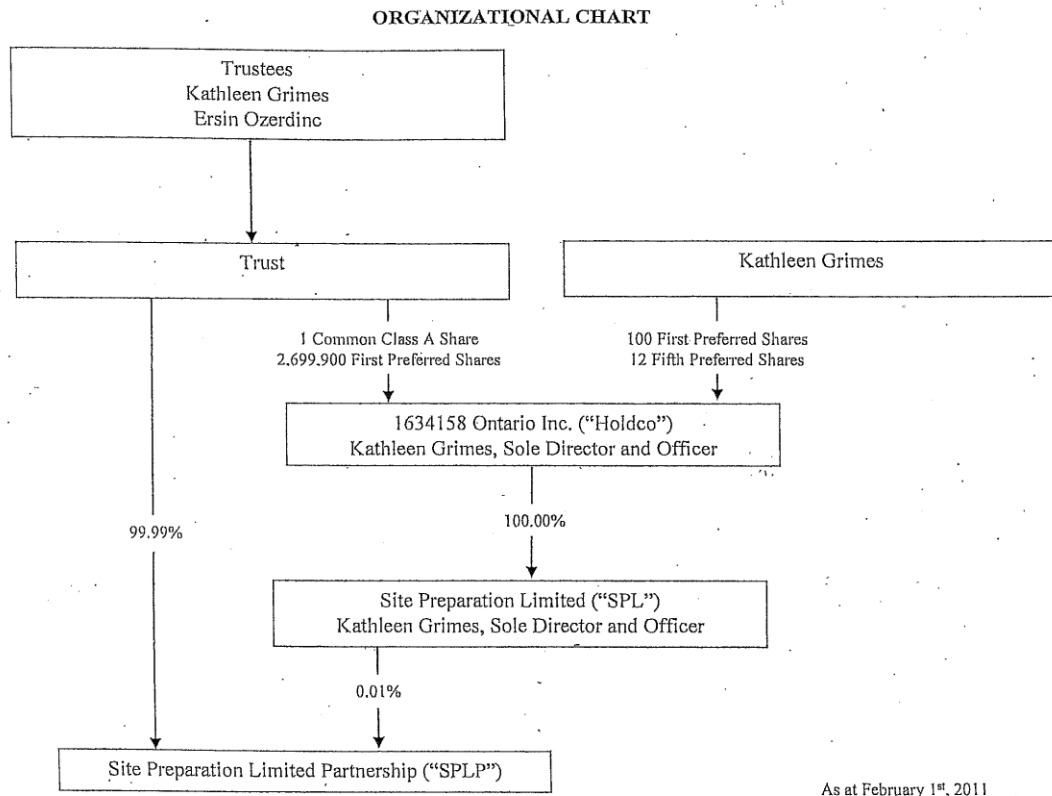 ORGANIZATIONAL CHART
Trustees
Kathleen Grimes
Ersin Ozerdinc
Trust
Kathleen Grimes
1 Common Class A Share
2,699,900 First Preferred Shares
100 First Preferred Shares
12 Fifth Preferred Shares
1634158 Ontario Inc. (“Holdco”)
Kathleen Grimes, Sole Director and Officer
99.99%
100.00%
Site Preparation Limited (“SPL”)
Kathleen Grimes, Sole Director and Officer
0.01%
Site Preparation Limited Partnership (“SPLP”)
As at February 1st, 2011